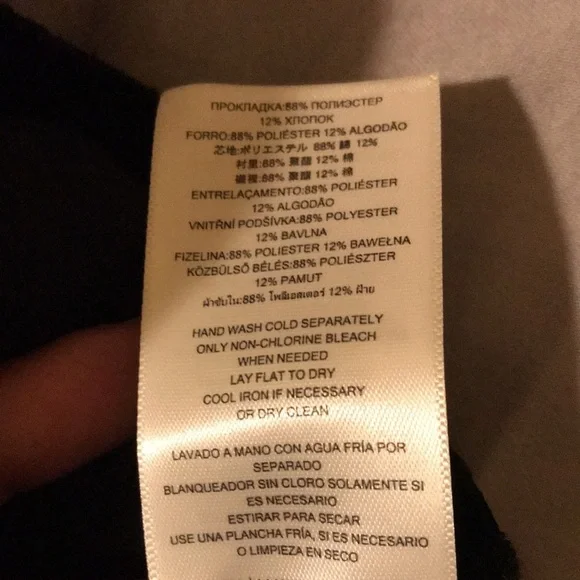 ПРОКЛАДКА:88% ПОЛИЭСТЕР
12% ХЛОПОК
FORRO:88% POLIÉSTER 12% ALGODÃO
芯地:ポリエステル 88% 綿 12%
村里:88% 聚酯 12% 棉
襯裡:88% 聚酯 12% 棉
ENTRELAÇAMENTO:88% POLIÉSTER
12% ALGODÃO
VNITŘNÍ PODŠÍVKA:88% POLYESTER
12% BAVLNA
FIZELINA:88% POLIESTER 12% BAWEŁNA
KÖZBÜLSŐ BÉLÉS:88% POLIÉSZTER
12% PAMUT
ผ้าซับใน:88% โพลีเอสเตอร์ 12% ฝ้าย
HAND WASH COLD SEPARATELY
ONLY NON-CHLORINE BLEACH
WHEN NEEDED
LAY FLAT TO DRY
COOL IRON IF NECESSARY
OR DRY CLEAN
LAVADO A MANO CON AGUA FRÍA POR
SEPARADO
BLANQUEADOR SIN CLORO SOLAMENTE SI
ES NECESARIO
ESTIRAR PARA SECAR
USE UNA PLANCHA FRÍA, SI ES NECESARIO
O LIMPIEZA EN SECO